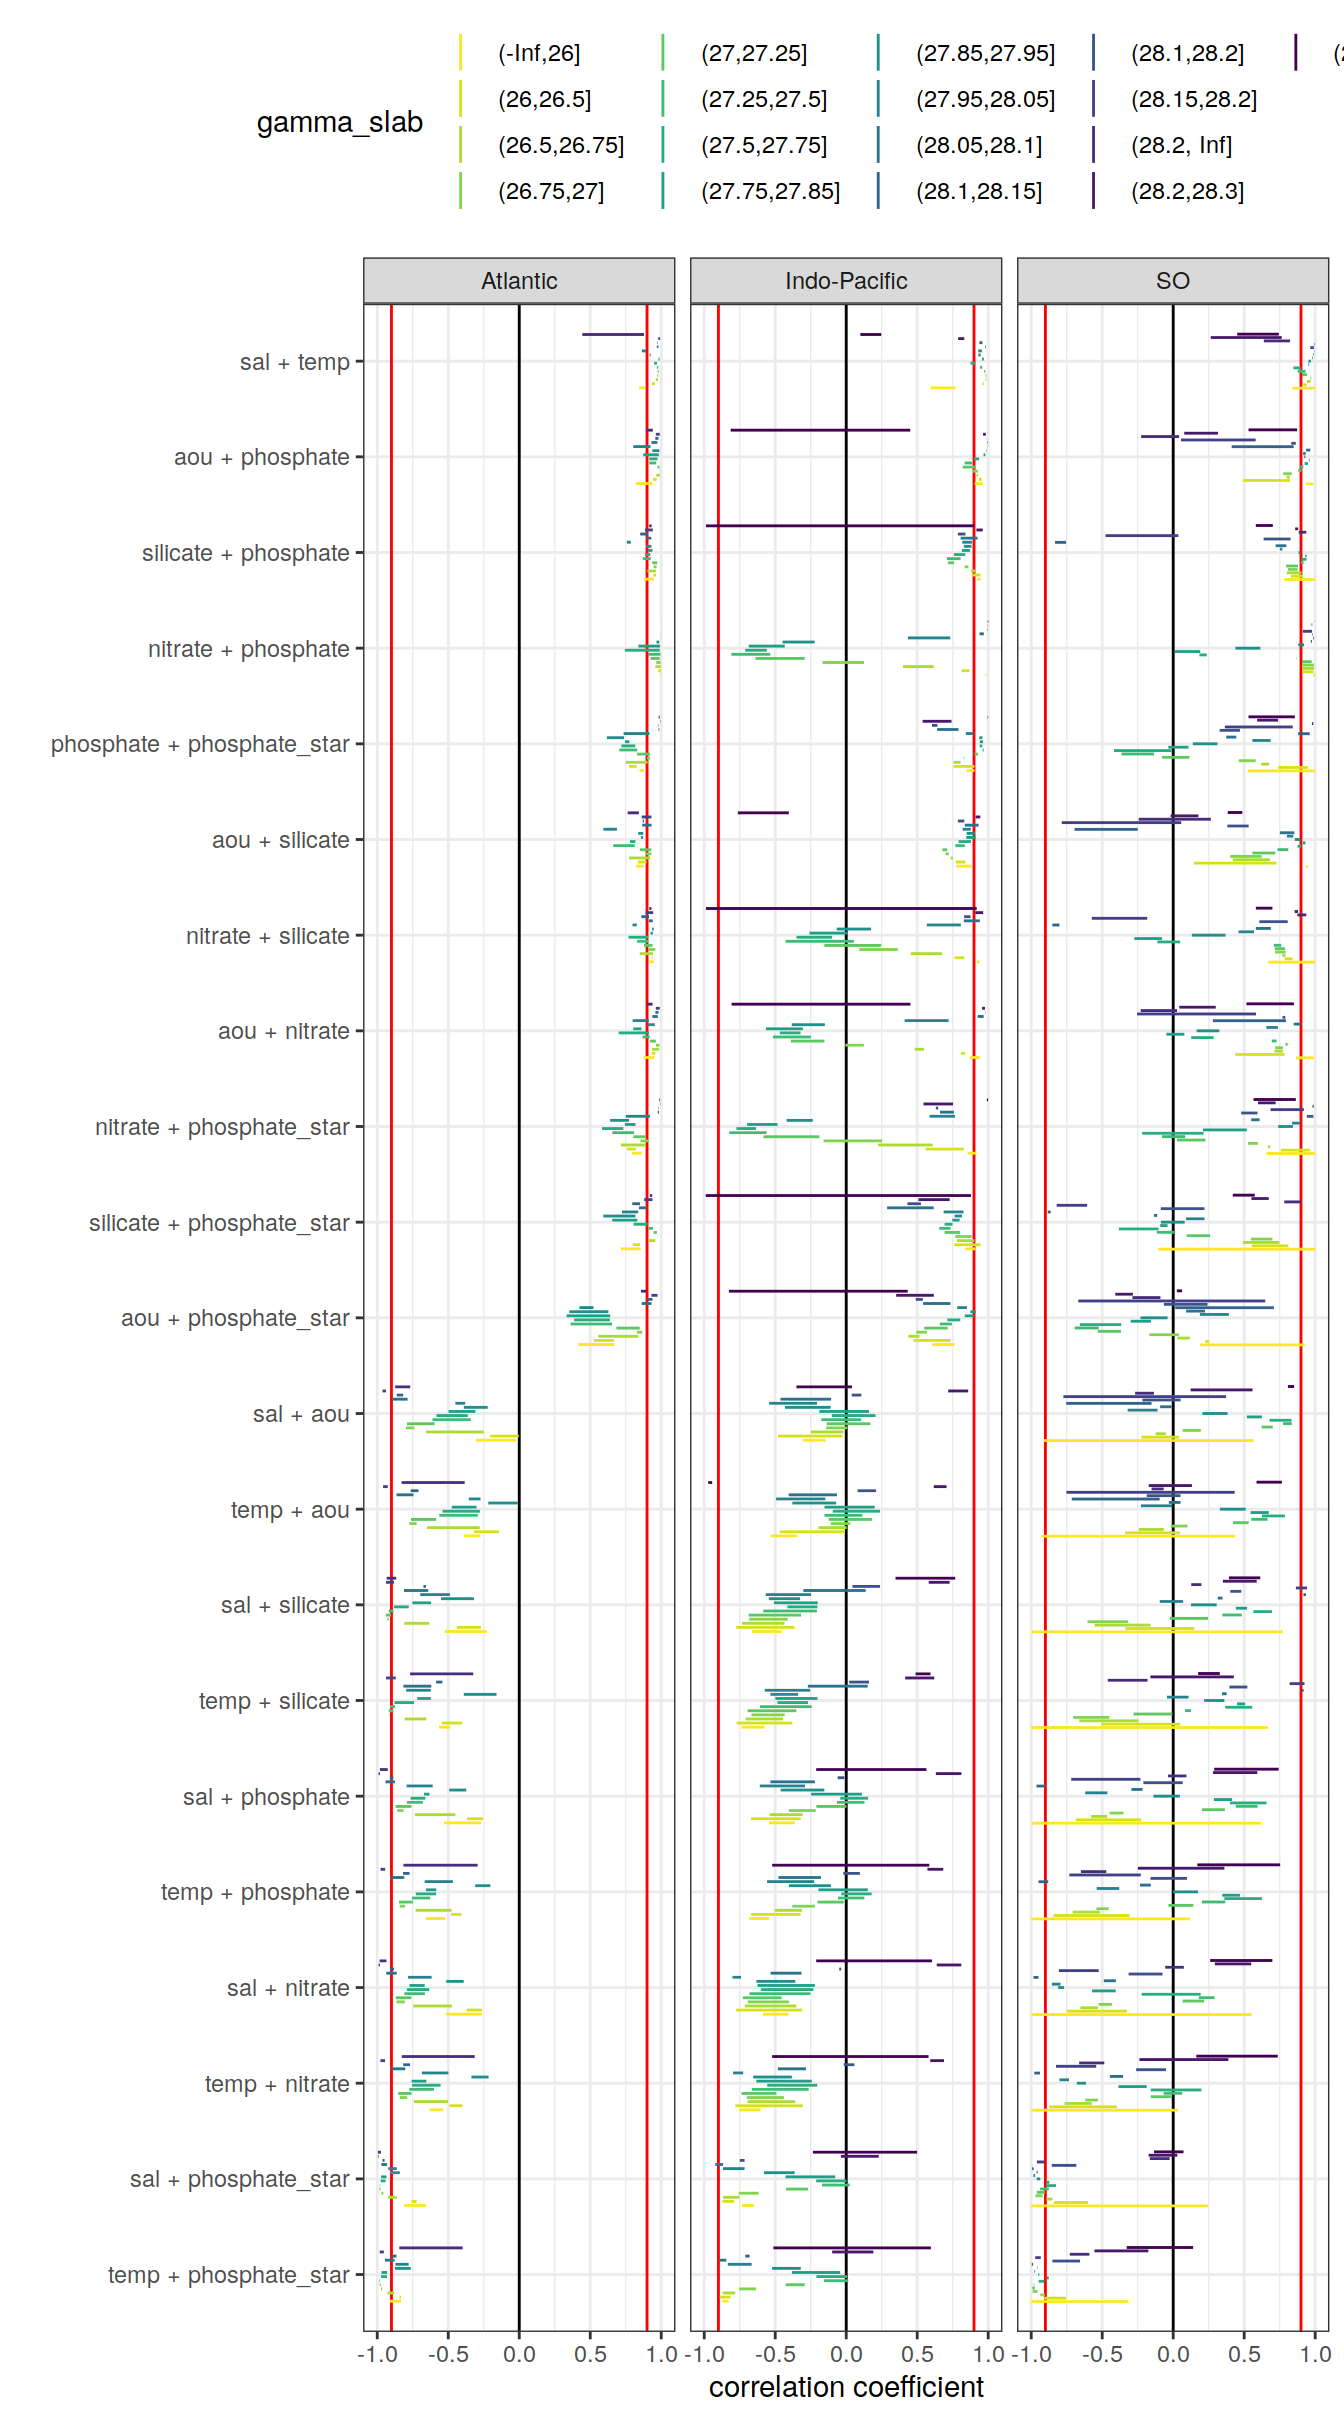 gamma_slab
(-Inf,26] (27,27.25] (27.85,27.95] (28.1,28.2]
(26,26.5] (27.25,27.5] (27.95,28.05] (28.15,28.2]
(26.5,26.75] (27.5,27.75] (28.05,28.1] (28.2, Inf]
(26.75,27] (27.75,27.85] (28.1,28.15] (28.2,28.3]
Atlantic Indo-Pacific SO
sal + temp
aou + phosphate
silicate + phosphate
nitrate + phosphate
phosphate + phosphate_star
aou + silicate
nitrate + silicate
aou + nitrate
nitrate + phosphate_star
silicate + phosphate_star
aou + phosphate_star
sal + aou
temp + aou
sal + silicate
temp + silicate
sal + phosphate
temp + phosphate
sal + nitrate
temp + nitrate
sal + phosphate_star
temp + phosphate_star
-1.0 -0.5 0.0 0.5 1.0 -1.0 -0.5 0.0 0.5 1.0 -1.0 -0.5 0.0 0.5 1.0
correlation coefficient